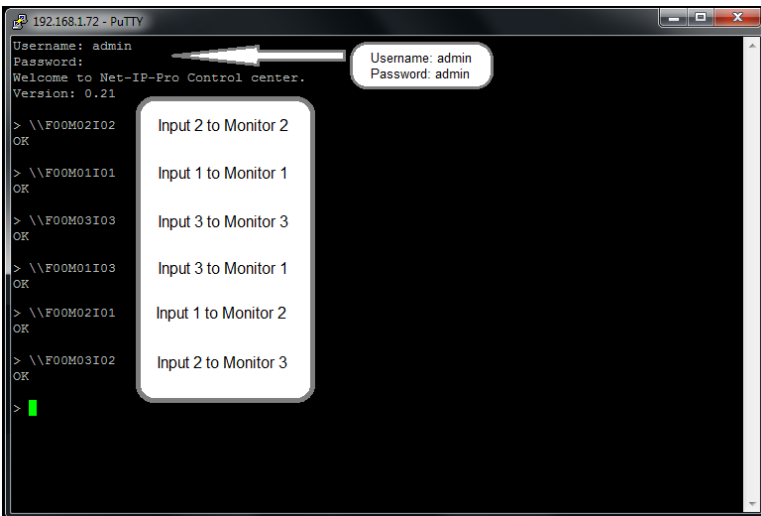 192.168.1.72 - PuTTY
Username: admin
Password:
Username: admin
Password: admin
Welcome to Net-IP-Pro Control center.
Version: 0.21
> \\F00M02I02
Input 2 to Monitor 2
OK
> \\F00M01I01
Input 1 to Monitor 1
OK
> \\F00M03I03
Input 3 to Monitor 3
OK
> \\F00M01I03
Input 3 to Monitor 1
OK
> \\F00M02I01
Input 1 to Monitor 2
OK
> \\F00M03I02
Input 2 to Monitor 3
OK
>